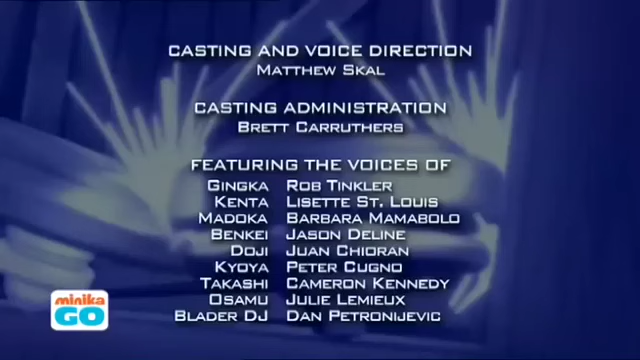 CASTING AND VOICE DIRECTION
MATTHEW SKAL
CASTING ADMINISTRATION
BRETT CARRUTHERS
FEATURING THE VOICES OF
GINGKA ROB TINKLER
KENTA LISETTE ST. LOUIS
MADOKA BARBARA MAMABOLO
BENKEI JASON DELINE
DOJI JUAN CHIORAN
KYOYA PETER CUGNO
TAKASHI CAMERON KENNEDY
OSAMU JULIE LEMIEUX
BLADER DJ DAN PETRONIJEVIC
minika
GO